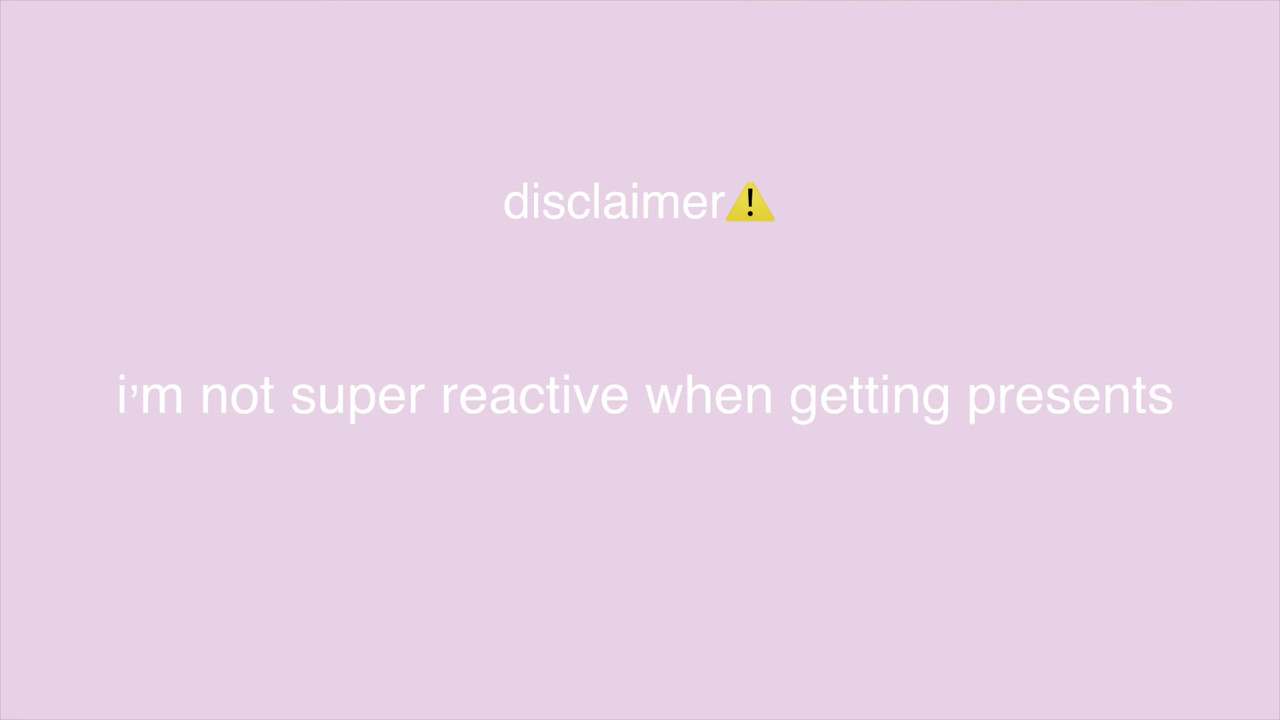 disclaimer⚠️
i’m not super reactive when getting presents